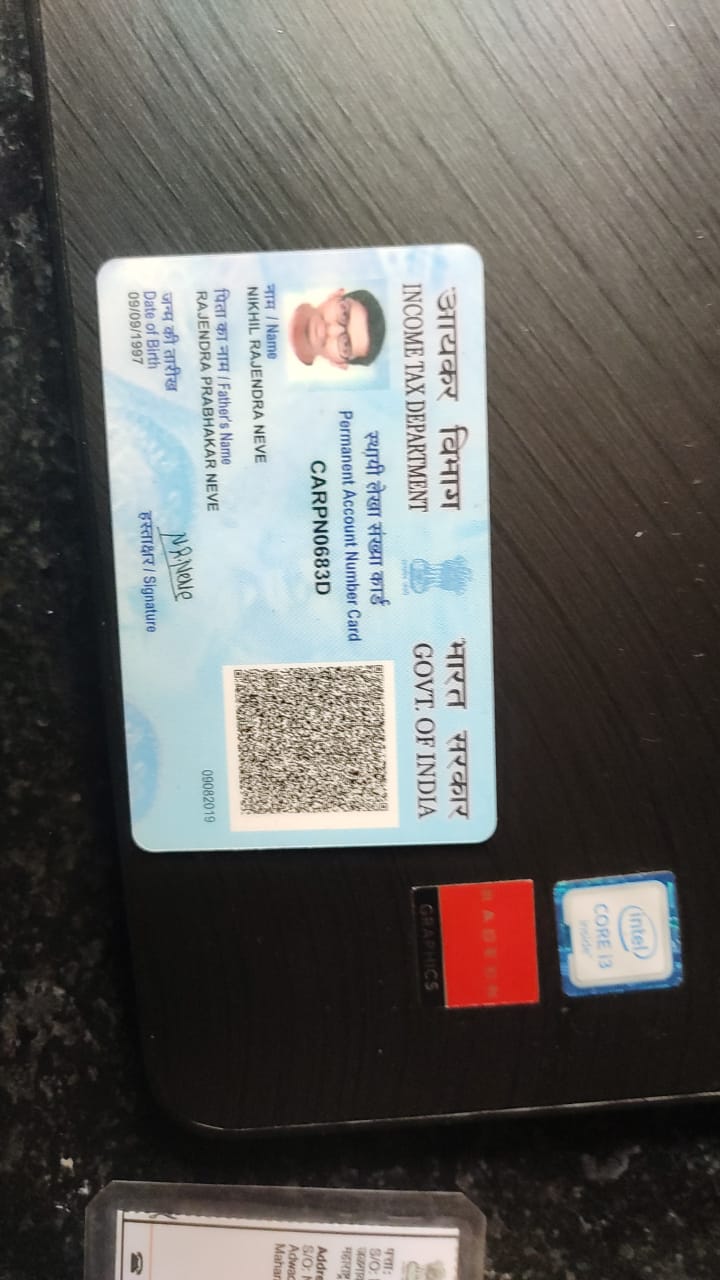 आयकर विभाग
INCOME TAX DEPARTMENT
भारत सरकार
GOVT. OF INDIA
स्थायी लेखा संख्या कार्ड
Permanent Account Number Card
CARPN0683D
नाम / Name
NIKHIL RAJENDRA NEVE
पिता का नाम / Father's Name
RAJENDRA PRABHAKAR NEVE
जन्म की तारीख
Date of Birth
09/09/1997
N.R.Neve
हस्ताक्षर / Signature
09082019
RADEON
GRAPHICS
intel
inside
CORE i3
पता:
S/O:
Addre
S/O: N
Adwac
Mahar